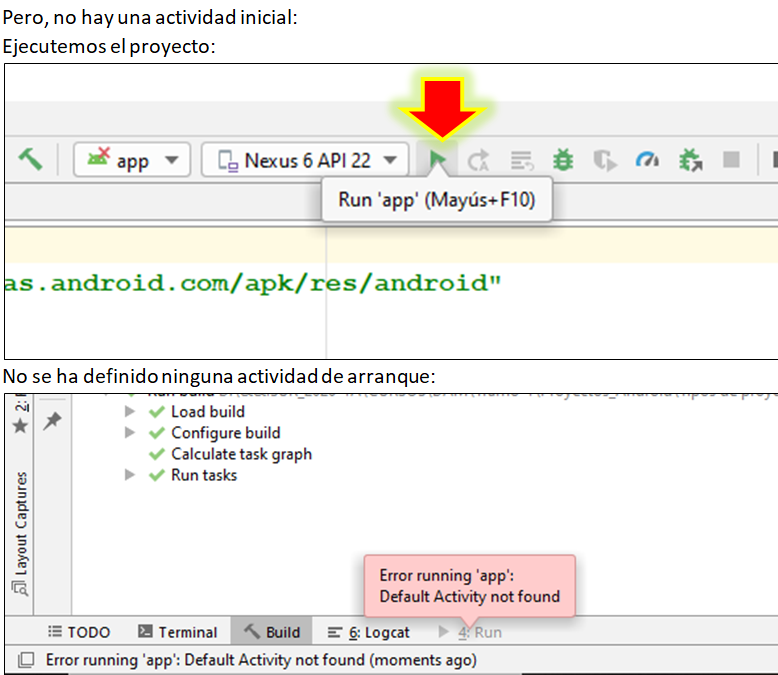 Pero, no hay una actividad inicial:
Ejecutemos el proyecto:
app
Nexus 6 API 22
Run 'app' (Mayús+F10)
as.android.com/apk/res/android"
No se ha definido ninguna actividad de arranque:
Load build
Configure build
Calculate task graph
Run tasks
2:
Layout Captures
Error running 'app':
Default Activity not found
TODO
Terminal
Build
6: Logcat
4: Run
Error running 'app': Default Activity not found (moments ago)